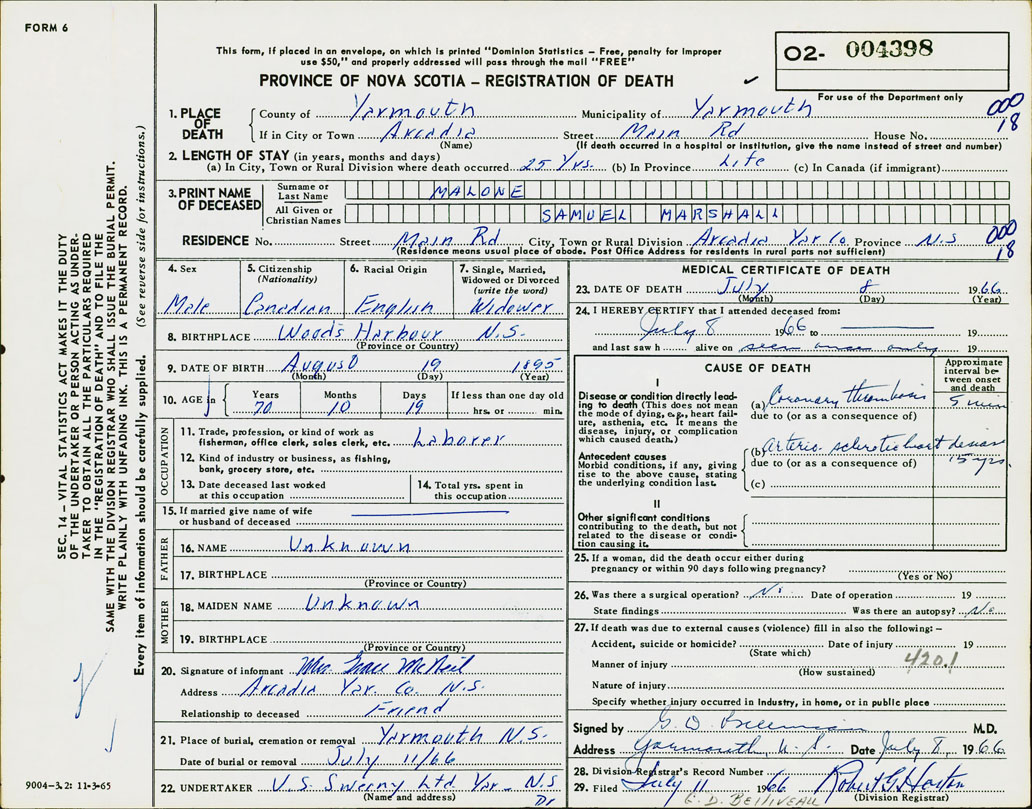 FORM 6
This form, if placed in an envelope, on which is printed "Dominion Statistics – Free, penalty for improper
use $50," and properly addressed will pass through the mail "FREE"
PROVINCE OF NOVA SCOTIA – REGISTRATION OF DEATH
O2- 004398
For use of the Department only
000
18
1. PLACE OF DEATH
County of Yarmouth Municipality of Yarmouth
If in City or Town Arcadia Street Main Rd House No.
(Name) (If death occurred in a hospital or institution, give the name instead of street and number)
2. LENGTH OF STAY (in years, months and days)
(a) In City, Town or Rural Division where death occurred 25 Yrs. (b) In Province Life (c) In Canada (if immigrant)
3. PRINT NAME OF DECEASED
Surname or Last Name MALONE
All Given or Christian Names SAMUEL MARSHALL
000
18
RESIDENCE No. Street Main Rd City, Town or Rural Division Arcadia Yar Co. Province N.S
(Residence means usual place of abode. Post Office Address for residents in rural parts not sufficient)
4. Sex
Male
5. Citizenship (Nationality)
Canadian
6. Racial Origin
English
7. Single, Married, Widowed or Divorced (write the word)
Widower
8. BIRTHPLACE Woods Harbour N.S.
(Province or Country)
9. DATE OF BIRTH August 19 1895
(Month) (Day) (Year)
10. AGE in
Years Months Days If less than one day old
70 10 19 hrs. or min.
OCCUPATION
11. Trade, profession, or kind of work as
fisherman, office clerk, sales clerk, etc. Laborer
12. Kind of industry or business, as fishing,
bank, grocery store, etc.
13. Date deceased last worked
at this occupation
14. Total yrs. spent in
this occupation
15. If married give name of wife
or husband of deceased
FATHER
16. NAME Unknown
17. BIRTHPLACE
(Province or Country)
MOTHER
18. MAIDEN NAME Unknown
19. BIRTHPLACE
(Province or Country)
20. Signature of informant Mrs. Grace McNeil
Address Arcadia Yar. Co. N.S.
Relationship to deceased Friend
21. Place of burial, cremation or removal Yarmouth N.S.
Date of burial or removal July 11/66
22. UNDERTAKER V.S. Sweeny Ltd Yar N.S
(Name and address)
MEDICAL CERTIFICATE OF DEATH
23. DATE OF DEATH July 8 1966
(Month) (Day) (Year)
24. I HEREBY CERTIFY that I attended deceased from:
July 8 1966 to 19
and last saw h alive on seen once only 19
CAUSE OF DEATH
Approximate interval between onset and death
I
Disease or condition directly leading to death (This does not mean
the mode of dying, e.g., heart failure, asthenia, etc. It means the
disease, injury, or complication which caused death.)
(a) Coronary thrombosis 5 min
due to (or as a consequence of)
Antecedent causes
Morbid conditions, if any, giving rise to the above cause, stating the underlying condition last.
(b) Arterio sclerotic heart disease
due to (or as a consequence of) 15 yrs.
(c)
II
Other significant conditions
contributing to the death, but not related to the disease or condition causing it.
25. If a woman, did the death occur either during
pregnancy or within 90 days following pregnancy?
(Yes or No)
26. Was there a surgical operation? No Date of operation 19
State findings Was there an autopsy? No
27. If death was due to external causes (violence) fill in also the following: –
Accident, suicide or homicide? Date of injury 19
(State which)
Manner of injury 420.1
(How sustained)
Nature of injury
Specify whether injury occurred in industry, in home, or in public place
Signed by G. D. M.D.
Address Yarmouth, N.S. Date July 8, 1966
28. Division Registrar's Record Number
29. Filed July 11 1966 Robert G. Horton
(Division Registrar)
G. D. BELLIVEAU
SEC. 14 – VITAL STATISTICS ACT MAKES IT THE DUTY
OF THE UNDERTAKER OR PERSON ACTING AS UNDER-
TAKER TO OBTAIN ALL THE PARTICULARS REQUIRED
IN THE "REGISTRATION OF DEATH" AND TO FILE THE
SAME WITH THE DIVISION REGISTRAR WHO SHALL ISSUE THE BURIAL PERMIT.
WRITE PLAINLY WITH UNFADING INK. THIS IS A PERMANENT RECORD.
Every item of information should be carefully supplied. (See reverse side for instructions.)
9004-3.2: 11-3-65